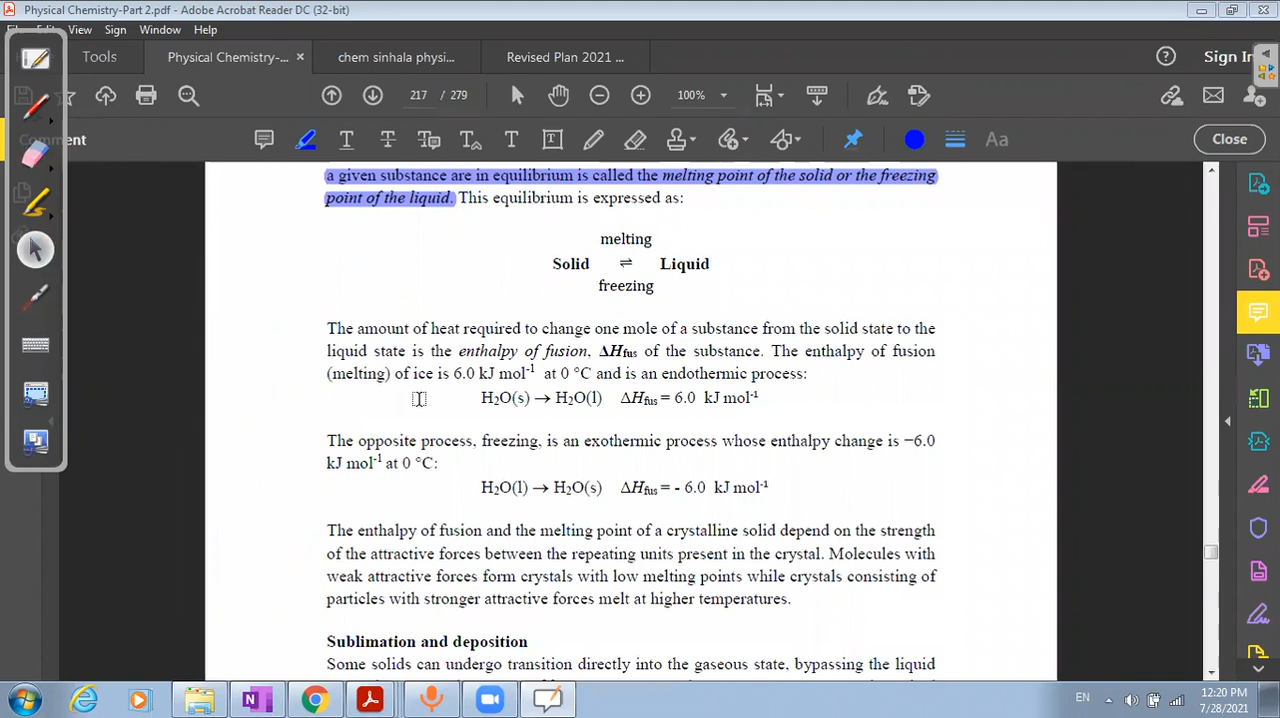 Physical Chemistry-Part 2.pdf - Adobe Acrobat Reader DC (32-bit)
View Sign Window Help
Tools Physical Chemistry-... × chem sinhala physi... Revised Plan 2021 ... Sign In
217 / 279 100%
Close
a given substance are in equilibrium is called the melting point of the solid or the freezing
point of the liquid. This equilibrium is expressed as:
melting
Solid ⇌ Liquid
freezing
The amount of heat required to change one mole of a substance from the solid state to the
liquid state is the enthalpy of fusion, ΔHfus of the substance. The enthalpy of fusion
(melting) of ice is 6.0 kJ mol-1 at 0 °C and is an endothermic process:
H2O(s) → H2O(l) ΔHfus = 6.0 kJ mol-1
The opposite process, freezing, is an exothermic process whose enthalpy change is −6.0
kJ mol-1 at 0 °C:
H2O(l) → H2O(s) ΔHfus = - 6.0 kJ mol-1
The enthalpy of fusion and the melting point of a crystalline solid depend on the strength
of the attractive forces between the repeating units present in the crystal. Molecules with
weak attractive forces form crystals with low melting points while crystals consisting of
particles with stronger attractive forces melt at higher temperatures.
Sublimation and deposition
Some solids can undergo transition directly into the gaseous state, bypassing the liquid
EN 12:20 PM
7/28/2021